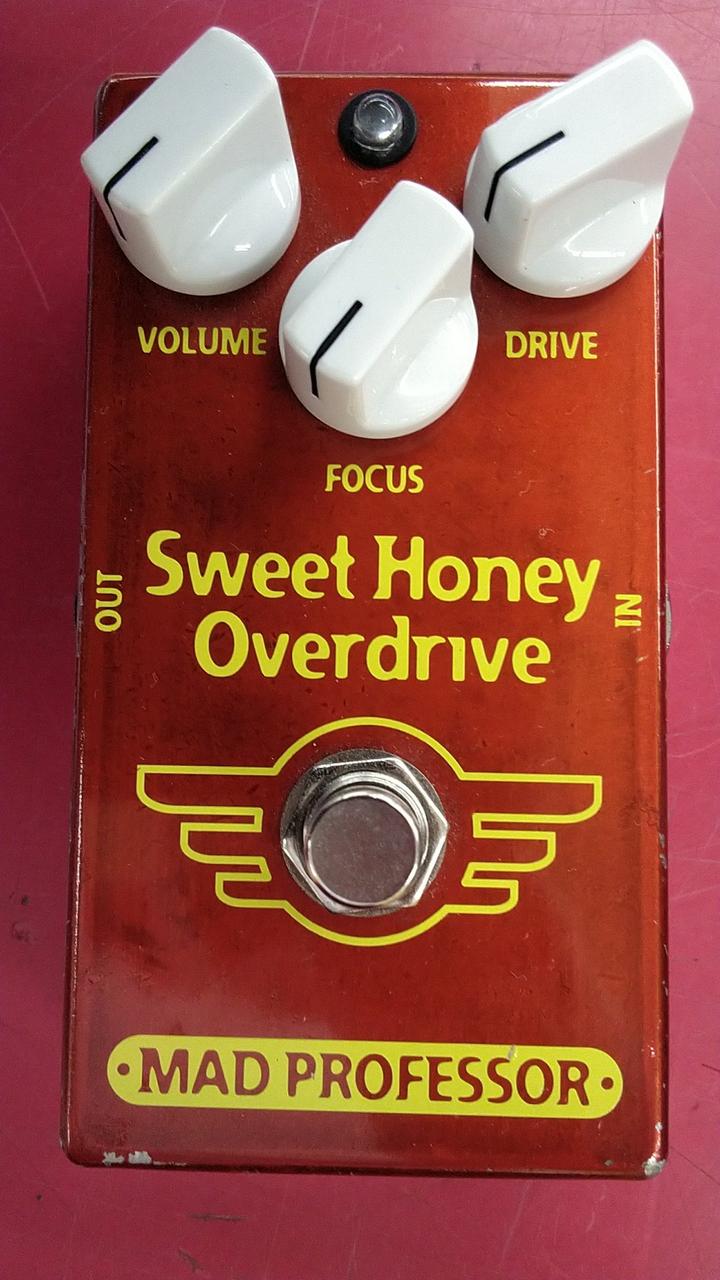 VOLUME
DRIVE
FOCUS
OUT
Sweet Honey
Overdrive
IN
MAD PROFESSOR